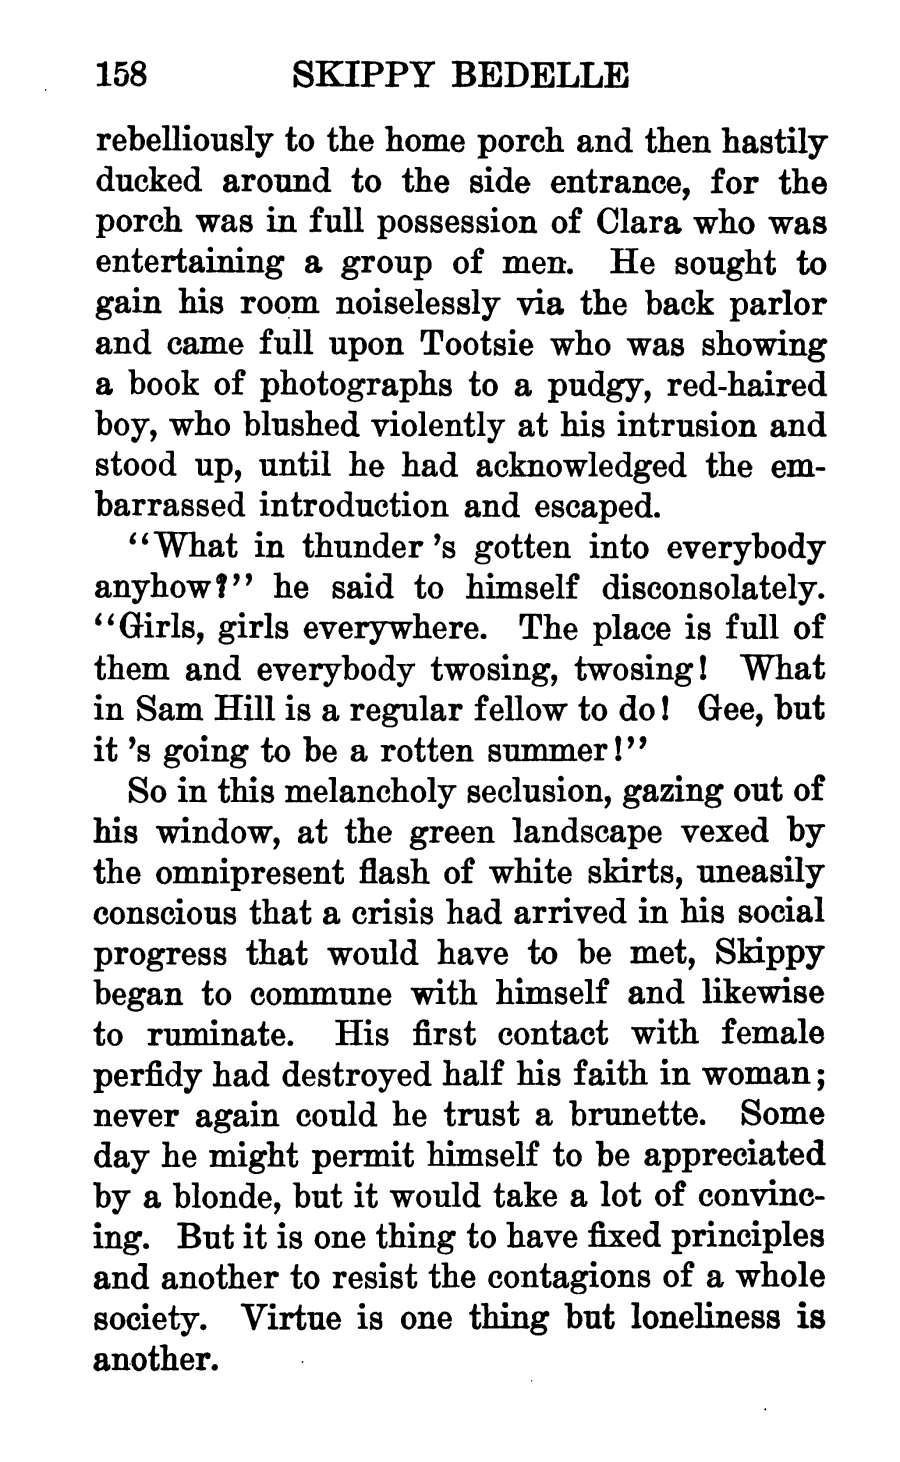 158 SKIPPY BEDELLE
rebelliously to the home porch and then hastily
ducked around to the side entrance, for the
porch was in full possession of Clara who was
entertaining a group of men. He sought to
gain his room noiselessly via the back parlor
and came full upon Tootsie who was showing
a book of photographs to a pudgy, red-haired
boy, who blushed violently at his intrusion and
stood up, until he had acknowledged the em-
barrassed introduction and escaped.
“What in thunder 's gotten into everybody
anyhow?” he said to himself disconsolately.
“Girls, girls everywhere. The place is full of
them and everybody twosing, twosing! What
in Sam Hill is a regular fellow to do! Gee, but
it 's going to be a rotten summer!”
So in this melancholy seclusion, gazing out of
his window, at the green landscape vexed by
the omnipresent flash of white skirts, uneasily
conscious that a crisis had arrived in his social
progress that would have to be met, Skippy
began to commune with himself and likewise
to ruminate. His first contact with female
perfidy had destroyed half his faith in woman;
never again could he trust a brunette. Some
day he might permit himself to be appreciated
by a blonde, but it would take a lot of convinc-
ing. But it is one thing to have fixed principles
and another to resist the contagions of a whole
society. Virtue is one thing but loneliness is
another.